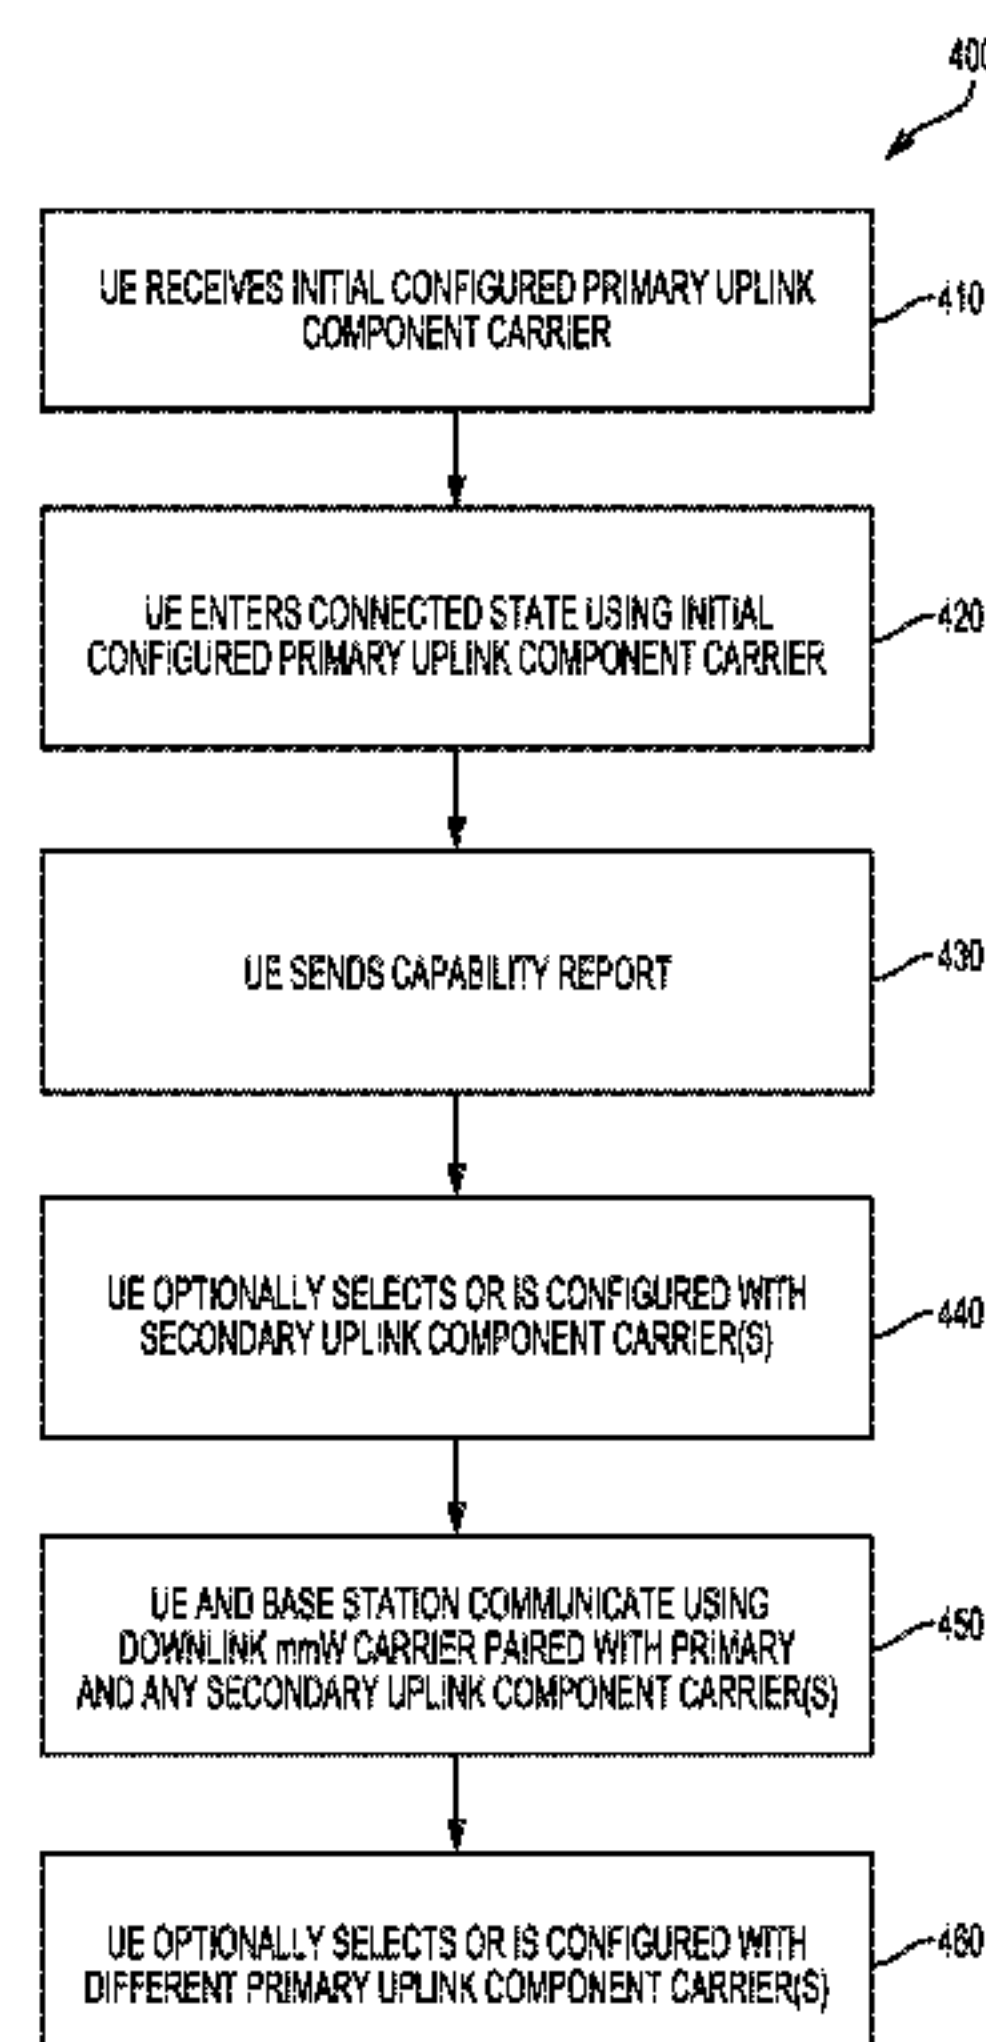 400
UE RECEIVES INITIAL CONFIGURED PRIMARY UPLINK
COMPONENT CARRIER
410
UE ENTERS CONNECTED STATE USING INITIAL
CONFIGURED PRIMARY UPLINK COMPONENT CARRIER
420
UE SENDS CAPABILITY REPORT
430
UE OPTIONALLY SELECTS OR IS CONFIGURED WITH
SECONDARY UPLINK COMPONENT CARRIER(S)
440
UE AND BASE STATION COMMUNICATE USING
DOWNLINK mmW CARRIER PAIRED WITH PRIMARY
AND ANY SECONDARY UPLINK COMPONENT CARRIER(S)
450
UE OPTIONALLY SELECTS OR IS CONFIGURED WITH
DIFFERENT PRIMARY UPLINK COMPONENT CARRIER(S)
460